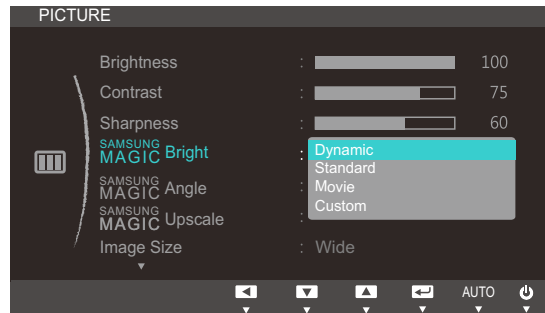 PICTURE
Brightness : 100
Contrast : 75
Sharpness : 60
SAMSUNG MAGIC Bright : Dynamic
Standard
SAMSUNG MAGIC Angle : Movie
Custom
SAMSUNG MAGIC Upscale :
Image Size : Wide
AUTO